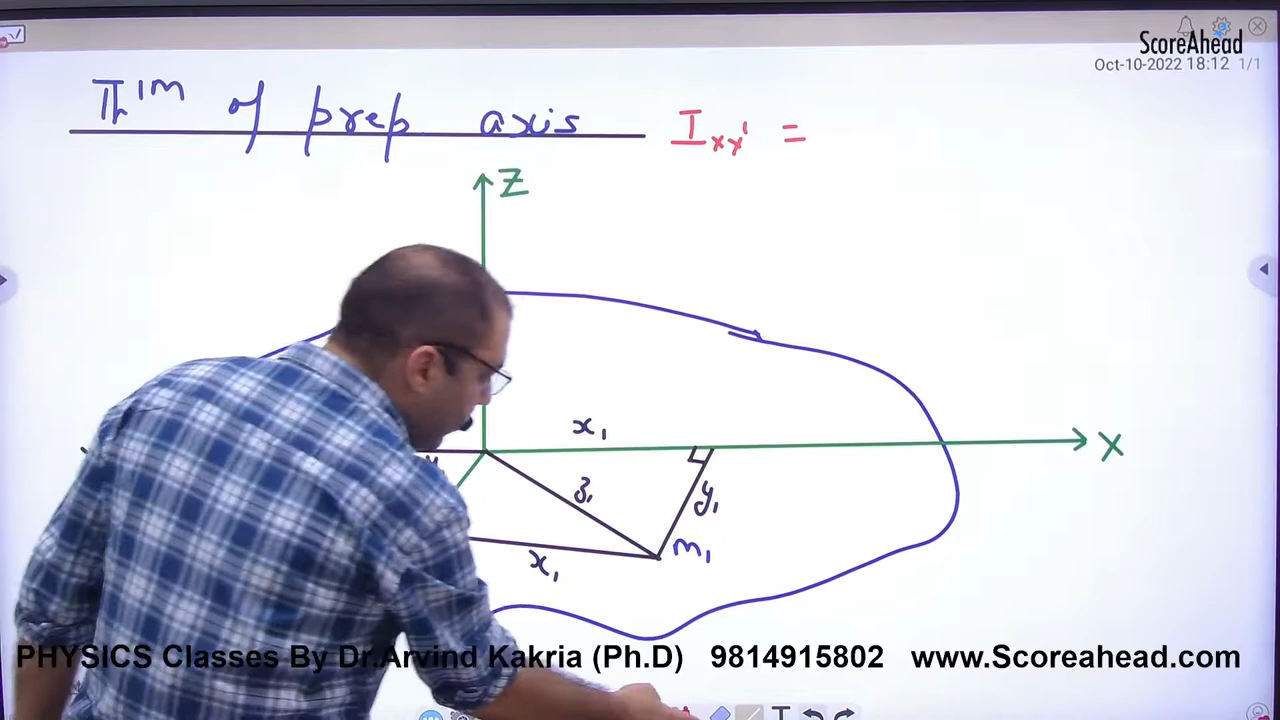 ScoreAhead
Oct-10-2022 18:12 1/1
Th^m of prep axis I_xx' =
Z
x₁
X
z₁
y₁
m₁
x₁
PHYSICS Classes By Dr.Arvind Kakria (Ph.D) 9814915802 www.Scoreahead.com